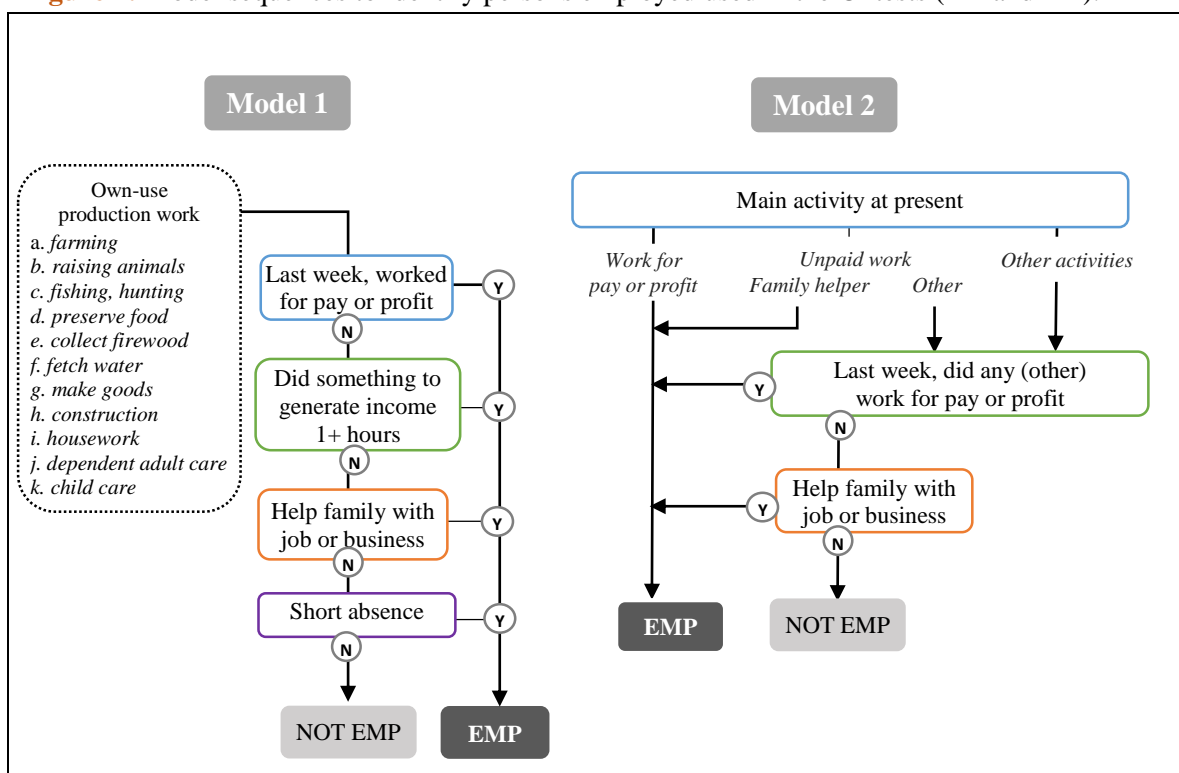 Model 1
Own-use
production work
a. farming
b. raising animals
c. fishing, hunting
d. preserve food
e. collect firewood
f. fetch water
g. make goods
h. construction
i. housework
j. dependent adult care
k. child care
Last week, worked
for pay or profit
Y
N
Did something to
generate income
1+ hours
Y
N
Help family with
job or business
Y
N
Short absence
Y
N
NOT EMP
EMP
Model 2
Main activity at present
Work for
pay or profit
Unpaid work
Family helper
Other
Other activities
Last week, did any (other)
work for pay or profit
Y
N
Help family with
job or business
Y
N
EMP
NOT EMP